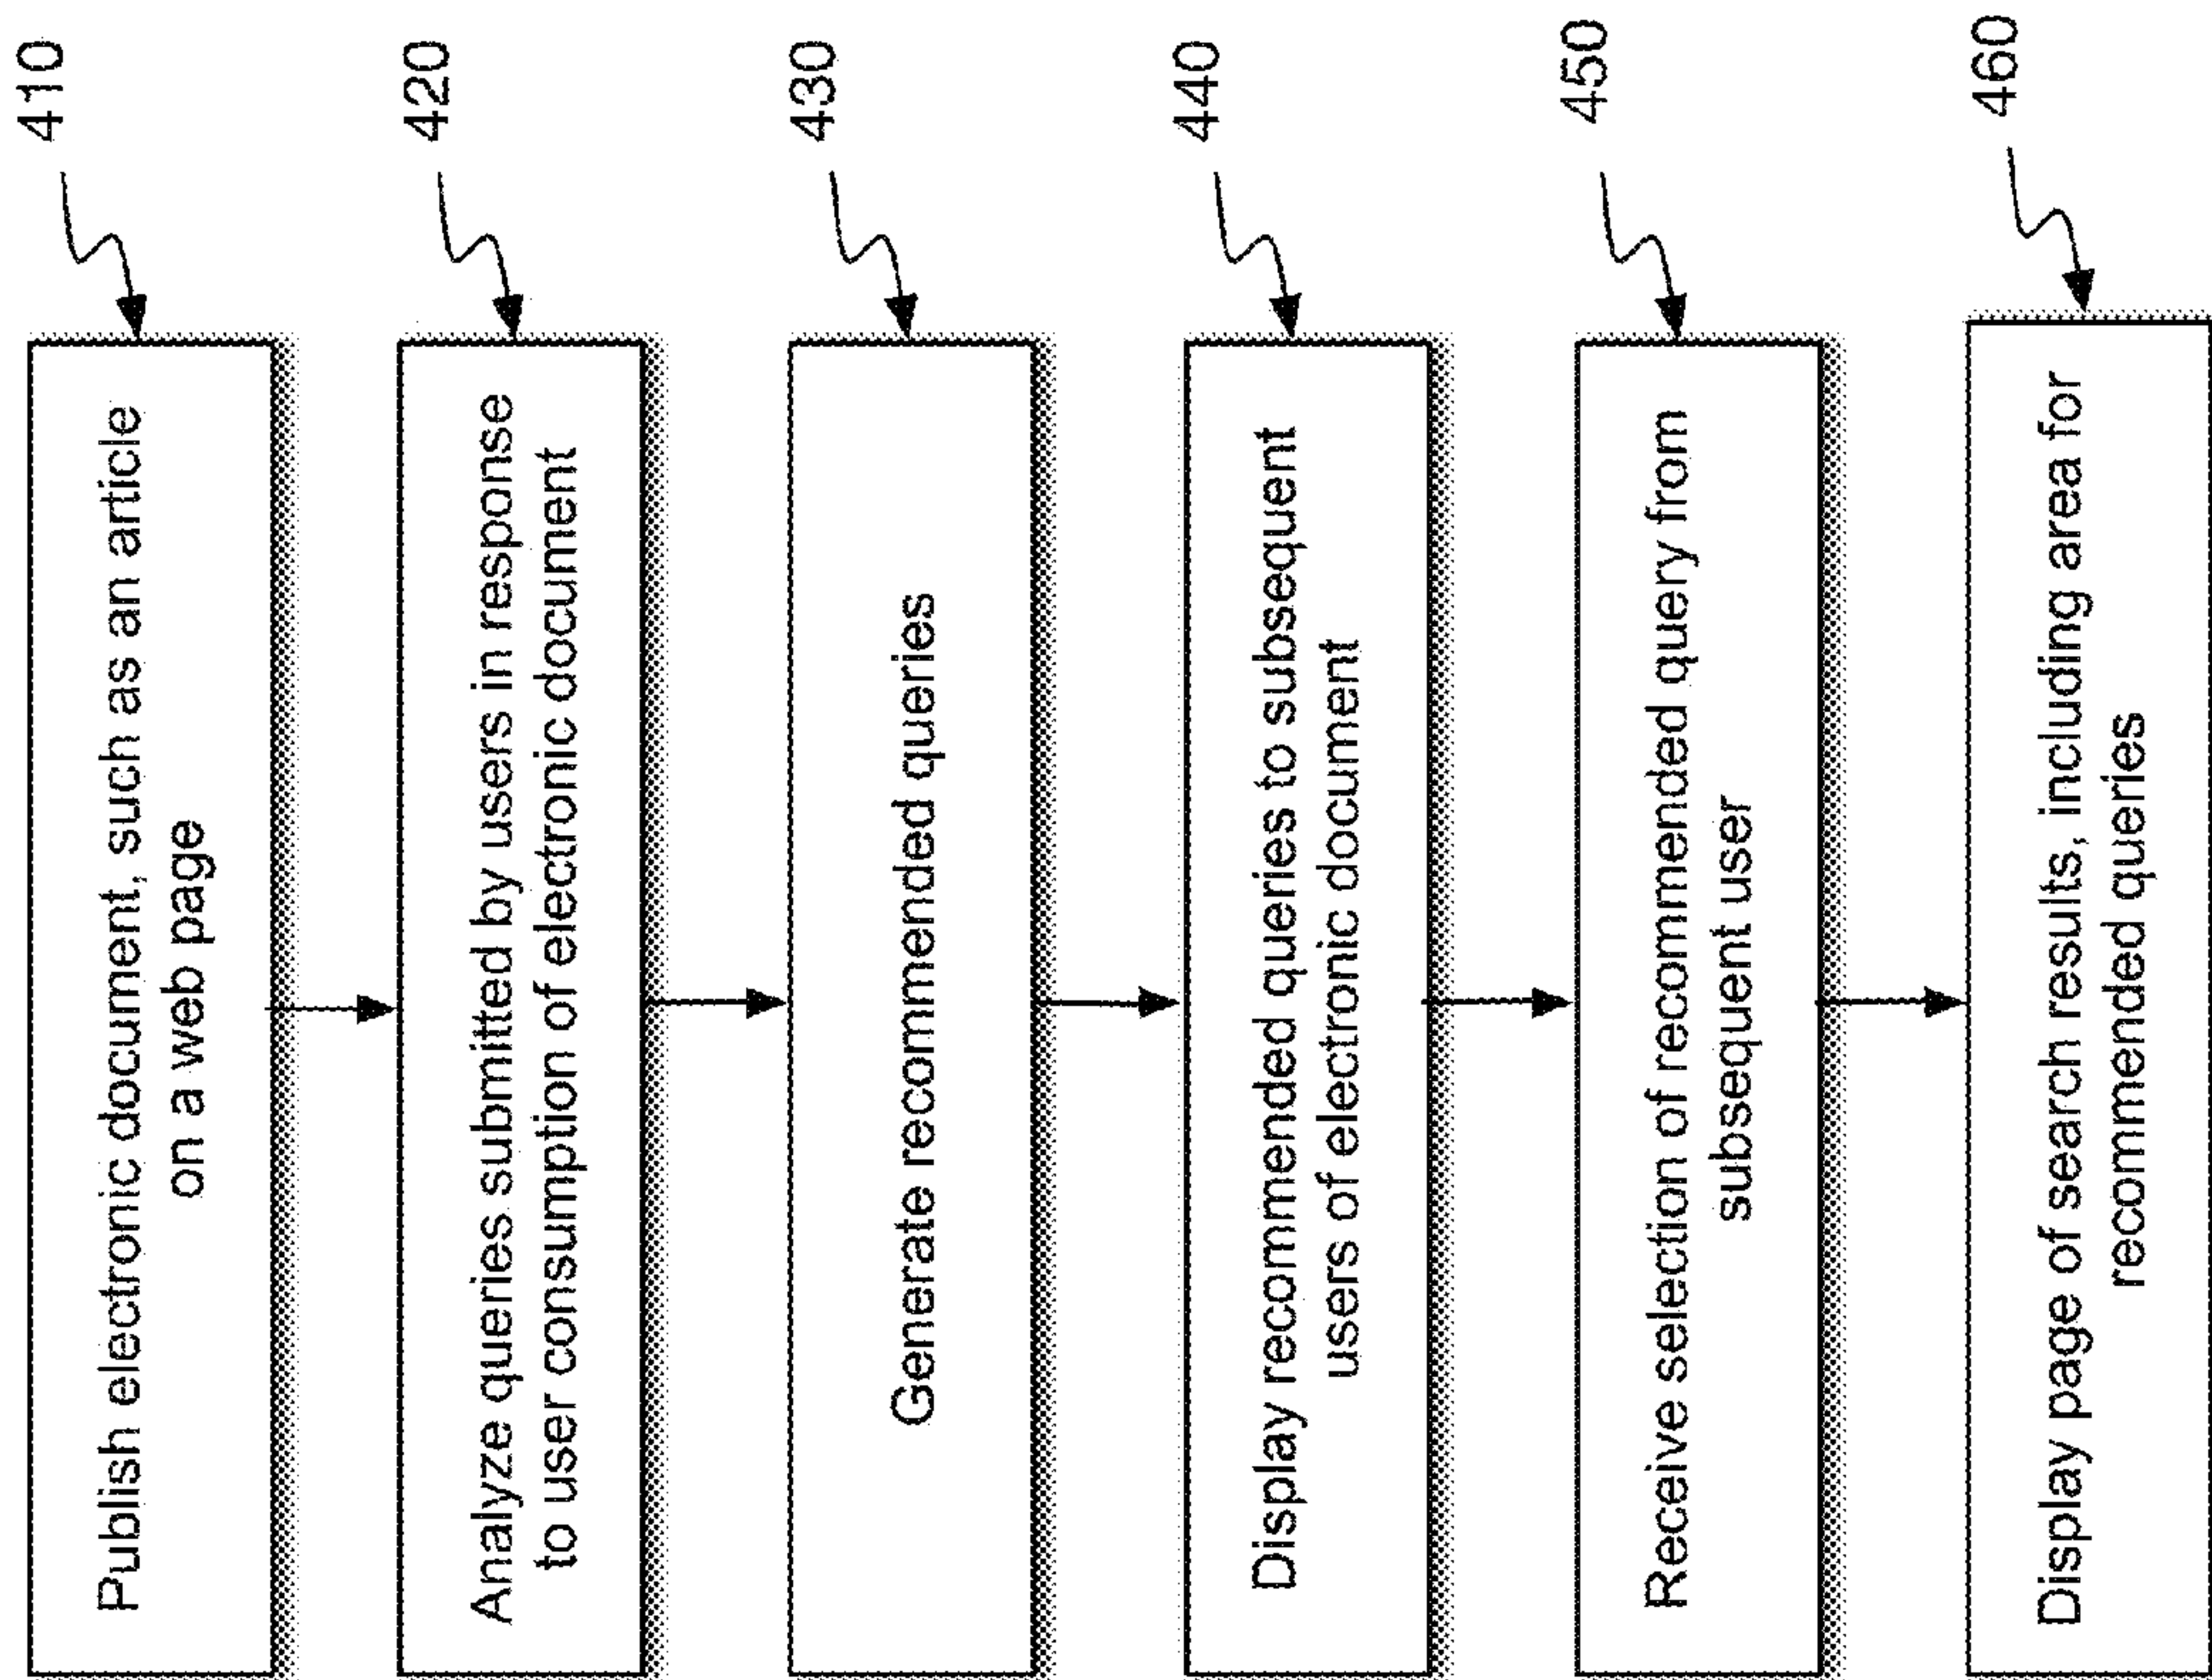 Publish electronic document, such as an article
on a web page
410
Analyze queries submitted by users in response
to user consumption of electronic document
420
Generate recommended queries
430
Display recommended queries to subsequent
users of electronic document
440
Receive selection of recommended query from
subsequent user
450
Display page of search results, including area for
recommended queries
460